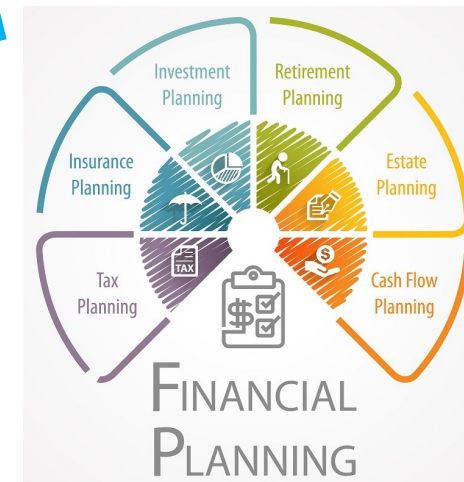 Investment
Planning
Retirement
Planning
Insurance
Planning
Estate
Planning
Tax
Planning
TAX
Cash Flow
Planning
$
$
FINANCIAL
PLANNING